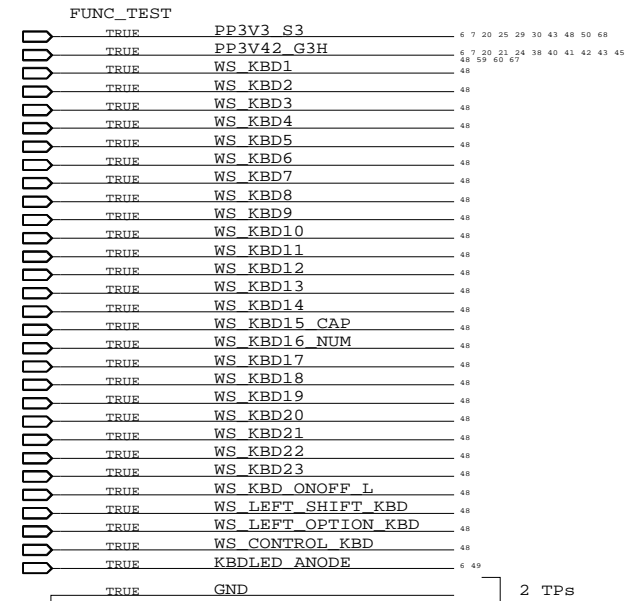 FUNC_TEST
TRUE PP3V3_S3 6 7 20 25 29 30 43 48 50 68
TRUE PP3V42_G3H 6 7 20 21 24 38 40 41 42 43 45
48 59 60 67
TRUE WS_KBD1 48
TRUE WS_KBD2 48
TRUE WS_KBD3 48
TRUE WS_KBD4 48
TRUE WS_KBD5 48
TRUE WS_KBD6 48
TRUE WS_KBD7 48
TRUE WS_KBD8 48
TRUE WS_KBD9 48
TRUE WS_KBD10 48
TRUE WS_KBD11 48
TRUE WS_KBD12 48
TRUE WS_KBD13 48
TRUE WS_KBD14 48
TRUE WS_KBD15_CAP 48
TRUE WS_KBD16_NUM 48
TRUE WS_KBD17 48
TRUE WS_KBD18 48
TRUE WS_KBD19 48
TRUE WS_KBD20 48
TRUE WS_KBD21 48
TRUE WS_KBD22 48
TRUE WS_KBD23 48
TRUE WS_KBD_ONOFF_L 48
TRUE WS_LEFT_SHIFT_KBD 48
TRUE WS_LEFT_OPTION_KBD 48
TRUE WS_CONTROL_KBD 48
TRUE KBDLED_ANODE 6 49
TRUE GND 2 TPs